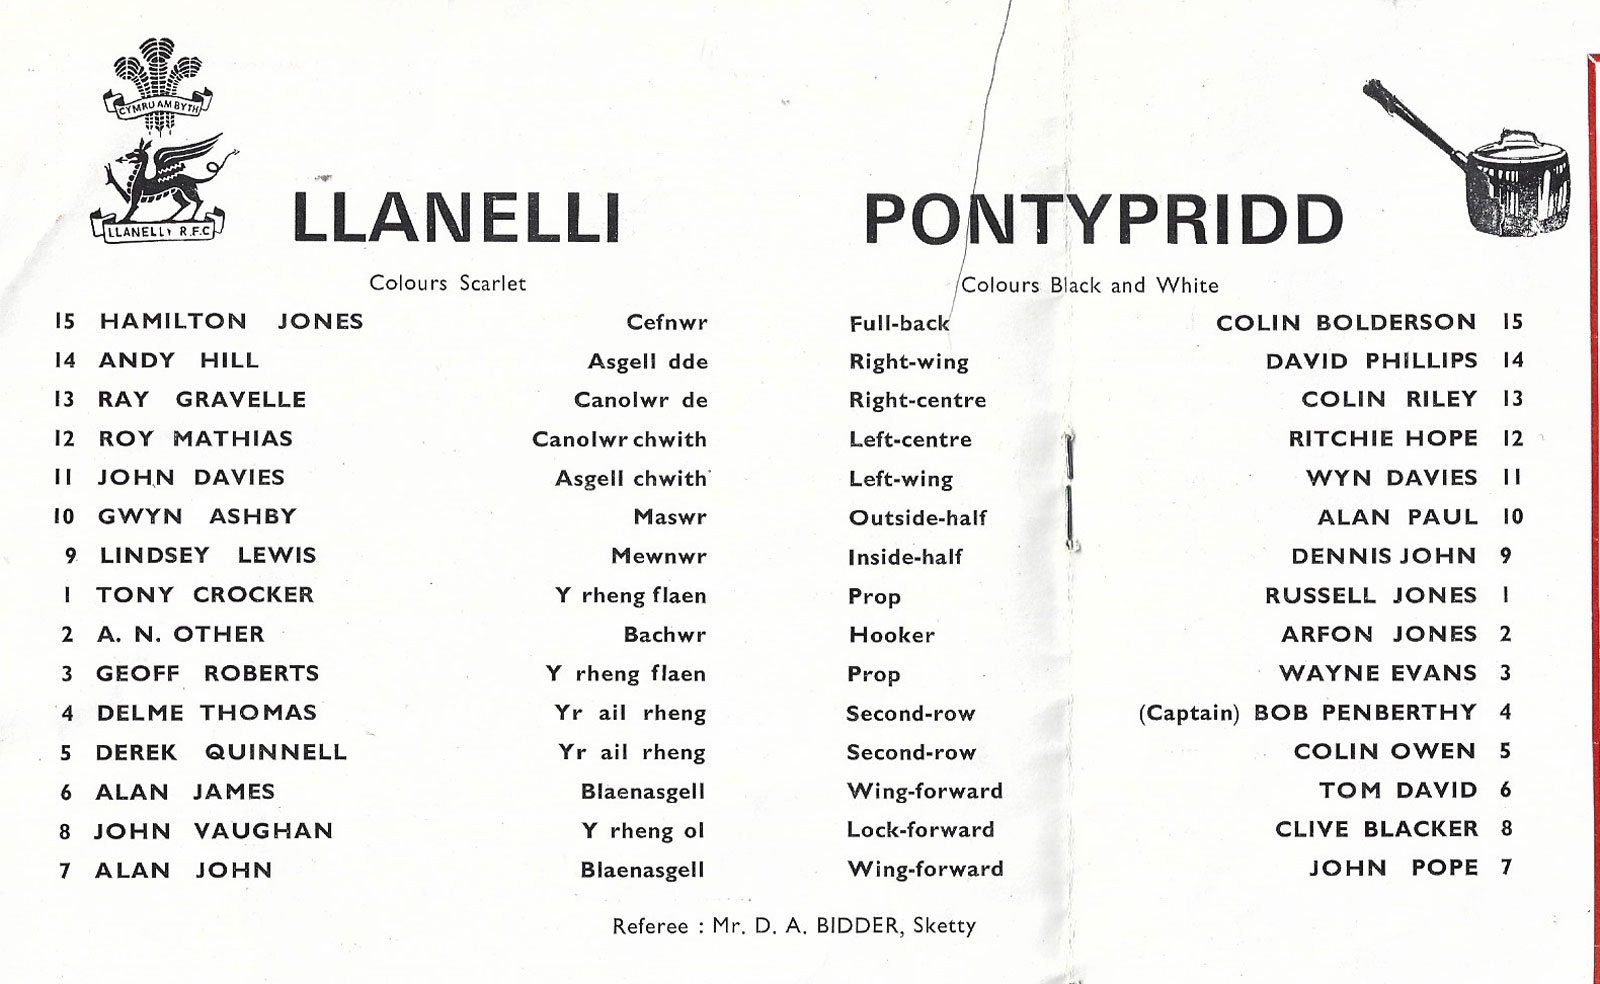 CYMRU AM BYTH
LLANELLY R.F.C
LLANELLI PONTYPRIDD
Colours Scarlet Colours Black and White
15 HAMILTON JONES Cefnwr Full-back COLIN BOLDERSON 15
14 ANDY HILL Asgell dde Right-wing DAVID PHILLIPS 14
13 RAY GRAVELLE Canolwr de Right-centre COLIN RILEY 13
12 ROY MATHIAS Canolwr chwith Left-centre RITCHIE HOPE 12
11 JOHN DAVIES Asgell chwith Left-wing WYN DAVIES 11
10 GWYN ASHBY Maswr Outside-half ALAN PAUL 10
9 LINDSEY LEWIS Mewnwr Inside-half DENNIS JOHN 9
1 TONY CROCKER Y rheng flaen Prop RUSSELL JONES 1
2 A. N. OTHER Bachwr Hooker ARFON JONES 2
3 GEOFF ROBERTS Y rheng flaen Prop WAYNE EVANS 3
4 DELME THOMAS Yr ail rheng Second-row (Captain) BOB PENBERTHY 4
5 DEREK QUINNELL Yr ail rheng Second-row COLIN OWEN 5
6 ALAN JAMES Blaenasgell Wing-forward TOM DAVID 6
8 JOHN VAUGHAN Y rheng ol Lock-forward CLIVE BLACKER 8
7 ALAN JOHN Blaenasgell Wing-forward JOHN POPE 7
Referee : Mr. D. A. BIDDER, Sketty